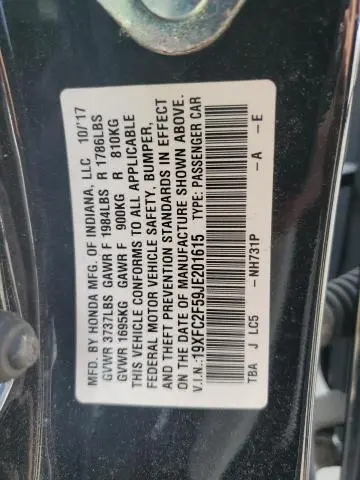 MFD. BY HONDA MFG. OF INDIANA, LLC 10/'17
GVWR 3737LBS GAWR F 1984LBS R 1786LBS
GVWR 1695KG GAWR F 900KG R 810KG
THIS VEHICLE CONFORMS TO ALL APPLICABLE
FEDERAL MOTOR VEHICLE SAFETY, BUMPER,
AND THEFT PREVENTION STANDARDS IN EFFECT
ON THE DATE OF MANUFACTURE SHOWN ABOVE.
V.I.N.:19XFC2F59JE201615 TYPE: PASSENGER CAR
TBA J LC5 -NH731P -A -E